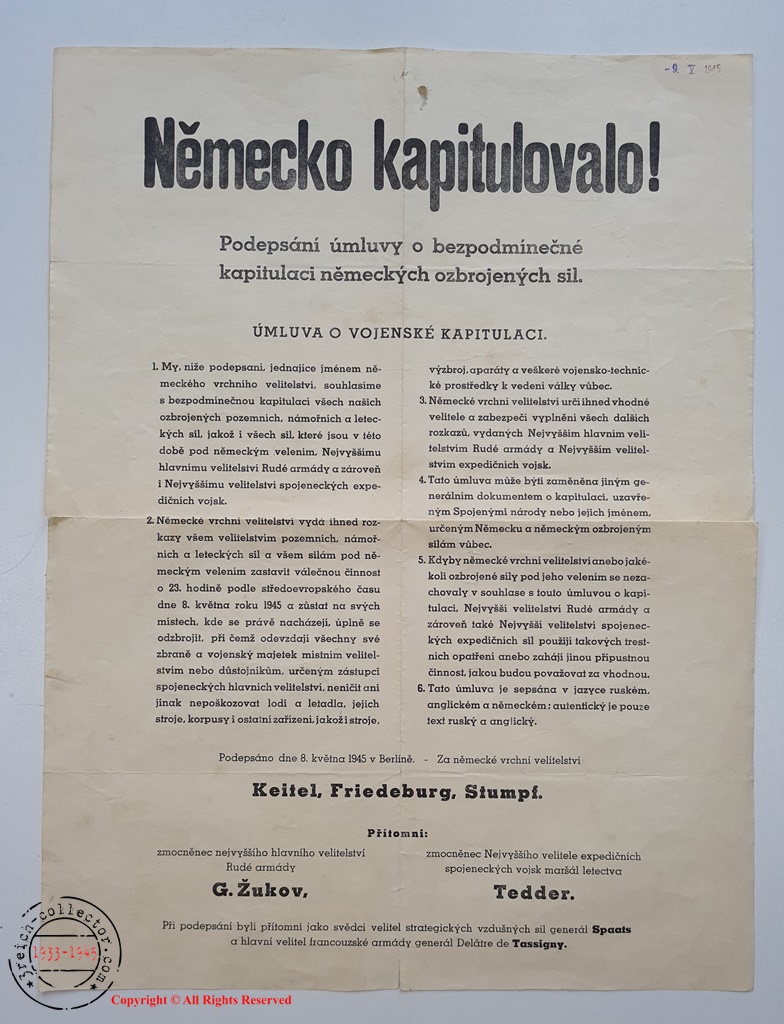 -9. V 1945
Německo kapitulovalo!
Podepsání úmluvy o bezpodmínečné
kapitulaci německých ozbrojených sil.
ÚMLUVA O VOJENSKÉ KAPITULACI.
1. My, níže podepsaní, jednajíce jménem ně-
meckého vrchního velitelství, souhlasíme
s bezpodmínečnou kapitulací všech našich
ozbrojených pozemních, námořních a letec-
kých sil, jakož i všech sil, které jsou v této
době pod německým velením, Nejvyššímu
hlavnímu velitelství Rudé armády a zároveň
i Nejvyššímu velitelství spojeneckých expe-
dičních vojsk.
2. Německé vrchní velitelství vydá ihned roz-
kazy všem velitelstvím pozemních, námoř-
ních a leteckých sil a všem silám pod ně-
meckým velením zastavit válečnou činnost
o 23. hodině podle středoevropského času
dne 8. května roku 1945 a zůstat na svých
místech, kde se právě nacházejí, úplně se
odzbrojit, při čemž odevzdají všechny své
zbraně a vojenský majetek místním velitel-
stvím nebo důstojníkům, určeným zástupci
spojeneckých hlavních velitelství, neničit ani
jinak nepoškozovat lodi a letadla, jejich
stroje, korpusy i ostatní zařízení, jakož i stroje,
výzbroj, aparáty a veškeré vojensko-technic-
ké prostředky k vedení války vůbec.
3. Německé vrchní velitelství určí ihned vhodné
velitele a zabezpečí vyplnění všech dalších
rozkazů, vydaných Nejvyšším hlavním veli-
telstvím Rudé armády a Nejvyšším velitel-
stvím expedičních vojsk.
4. Tato úmluva může býti zaměněna jiným ge-
nerálním dokumentem o kapitulaci, uzavře-
ným Spojenými národy nebo jejich jménem,
určeným Německu a německým ozbrojeným
silám vůbec.
5. Kdyby německé vrchní velitelství anebo jaké-
koli ozbrojené síly pod jeho velením se neza-
chovaly v souhlase s touto úmluvou o kapi-
tulaci, Nejvyšší velitelství Rudé armády a
zároveň také Nejvyšší velitelství spojenec-
kých expedičních sil použijí takových trest-
ních opatření anebo zahájí jinou přípustnou
činnost, jakou budou považovat za vhodnou.
6. Tato úmluva je sepsána v jazyce ruském,
anglickém a německém; autentický je pouze
text ruský a anglický.
Podepsáno dne 8. května 1945 v Berlíně. - Za německé vrchní velitelství
Keitel, Friedeburg, Stumpf.
Přítomni:
zmocněnec nejvyššího hlavního velitelství
Rudé armády
G. Žukov,
zmocněnec Nejvyššího velitele expedičních
spojeneckých vojsk maršál letectva
Tedder.
Při podepsání byli přítomni jako svědci velitel strategických vzdušných sil generál Spaats
a hlavní velitel francouzské armády generál Delâtre de Tassigny.
3reich-collector.com
1933-1945
Copyright © All Rights Reserved